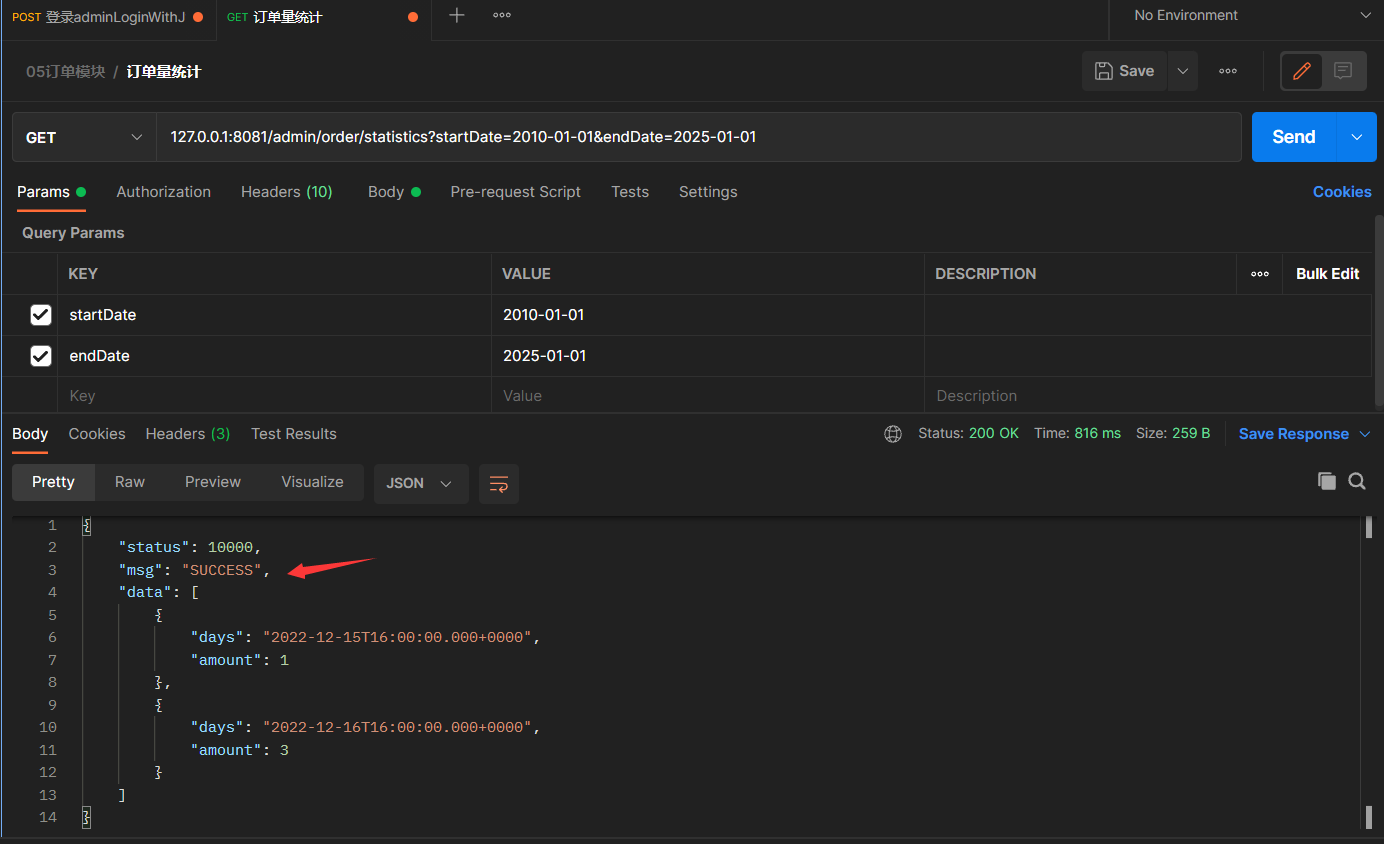 POST 登录adminLoginWithJ GET 订单量统计 No Environment
05订单模块 / 订单量统计 Save
GET 127.0.0.1:8081/admin/order/statistics?startDate=2010-01-01&endDate=2025-01-01 Send
Params Authorization Headers (10) Body Pre-request Script Tests Settings Cookies
Query Params
KEY VALUE DESCRIPTION Bulk Edit
startDate 2010-01-01
endDate 2025-01-01
Key Value Description
Body Cookies Headers (3) Test Results Status: 200 OK Time: 816 ms Size: 259 B Save Response
Pretty Raw Preview Visualize JSON
1 {
2 "status": 10000,
3 "msg": "SUCCESS",
4 "data": [
5 {
6 "days": "2022-12-15T16:00:00.000+0000",
7 "amount": 1
8 },
9 {
10 "days": "2022-12-16T16:00:00.000+0000",
11 "amount": 3
12 }
13 ]
14 }